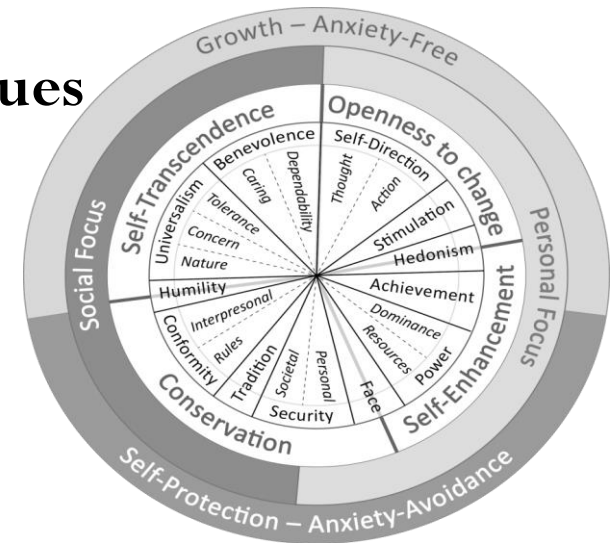 ues
Growth – Anxiety-Free
Social Focus
Personal Focus
Self-Protection – Anxiety-Avoidance
Self-Transcendence
Openness to change
Self-Enhancement
Conservation
Benevolence
Dependability
Caring
Universalism
Tolerance
Concern
Nature
Humility
Conformity
Interpresonal
Rules
Tradition
Security
Societal
Personal
Face
Power
Resources
Dominance
Achievement
Hedonism
Stimulation
Self-Direction
Action
Thought